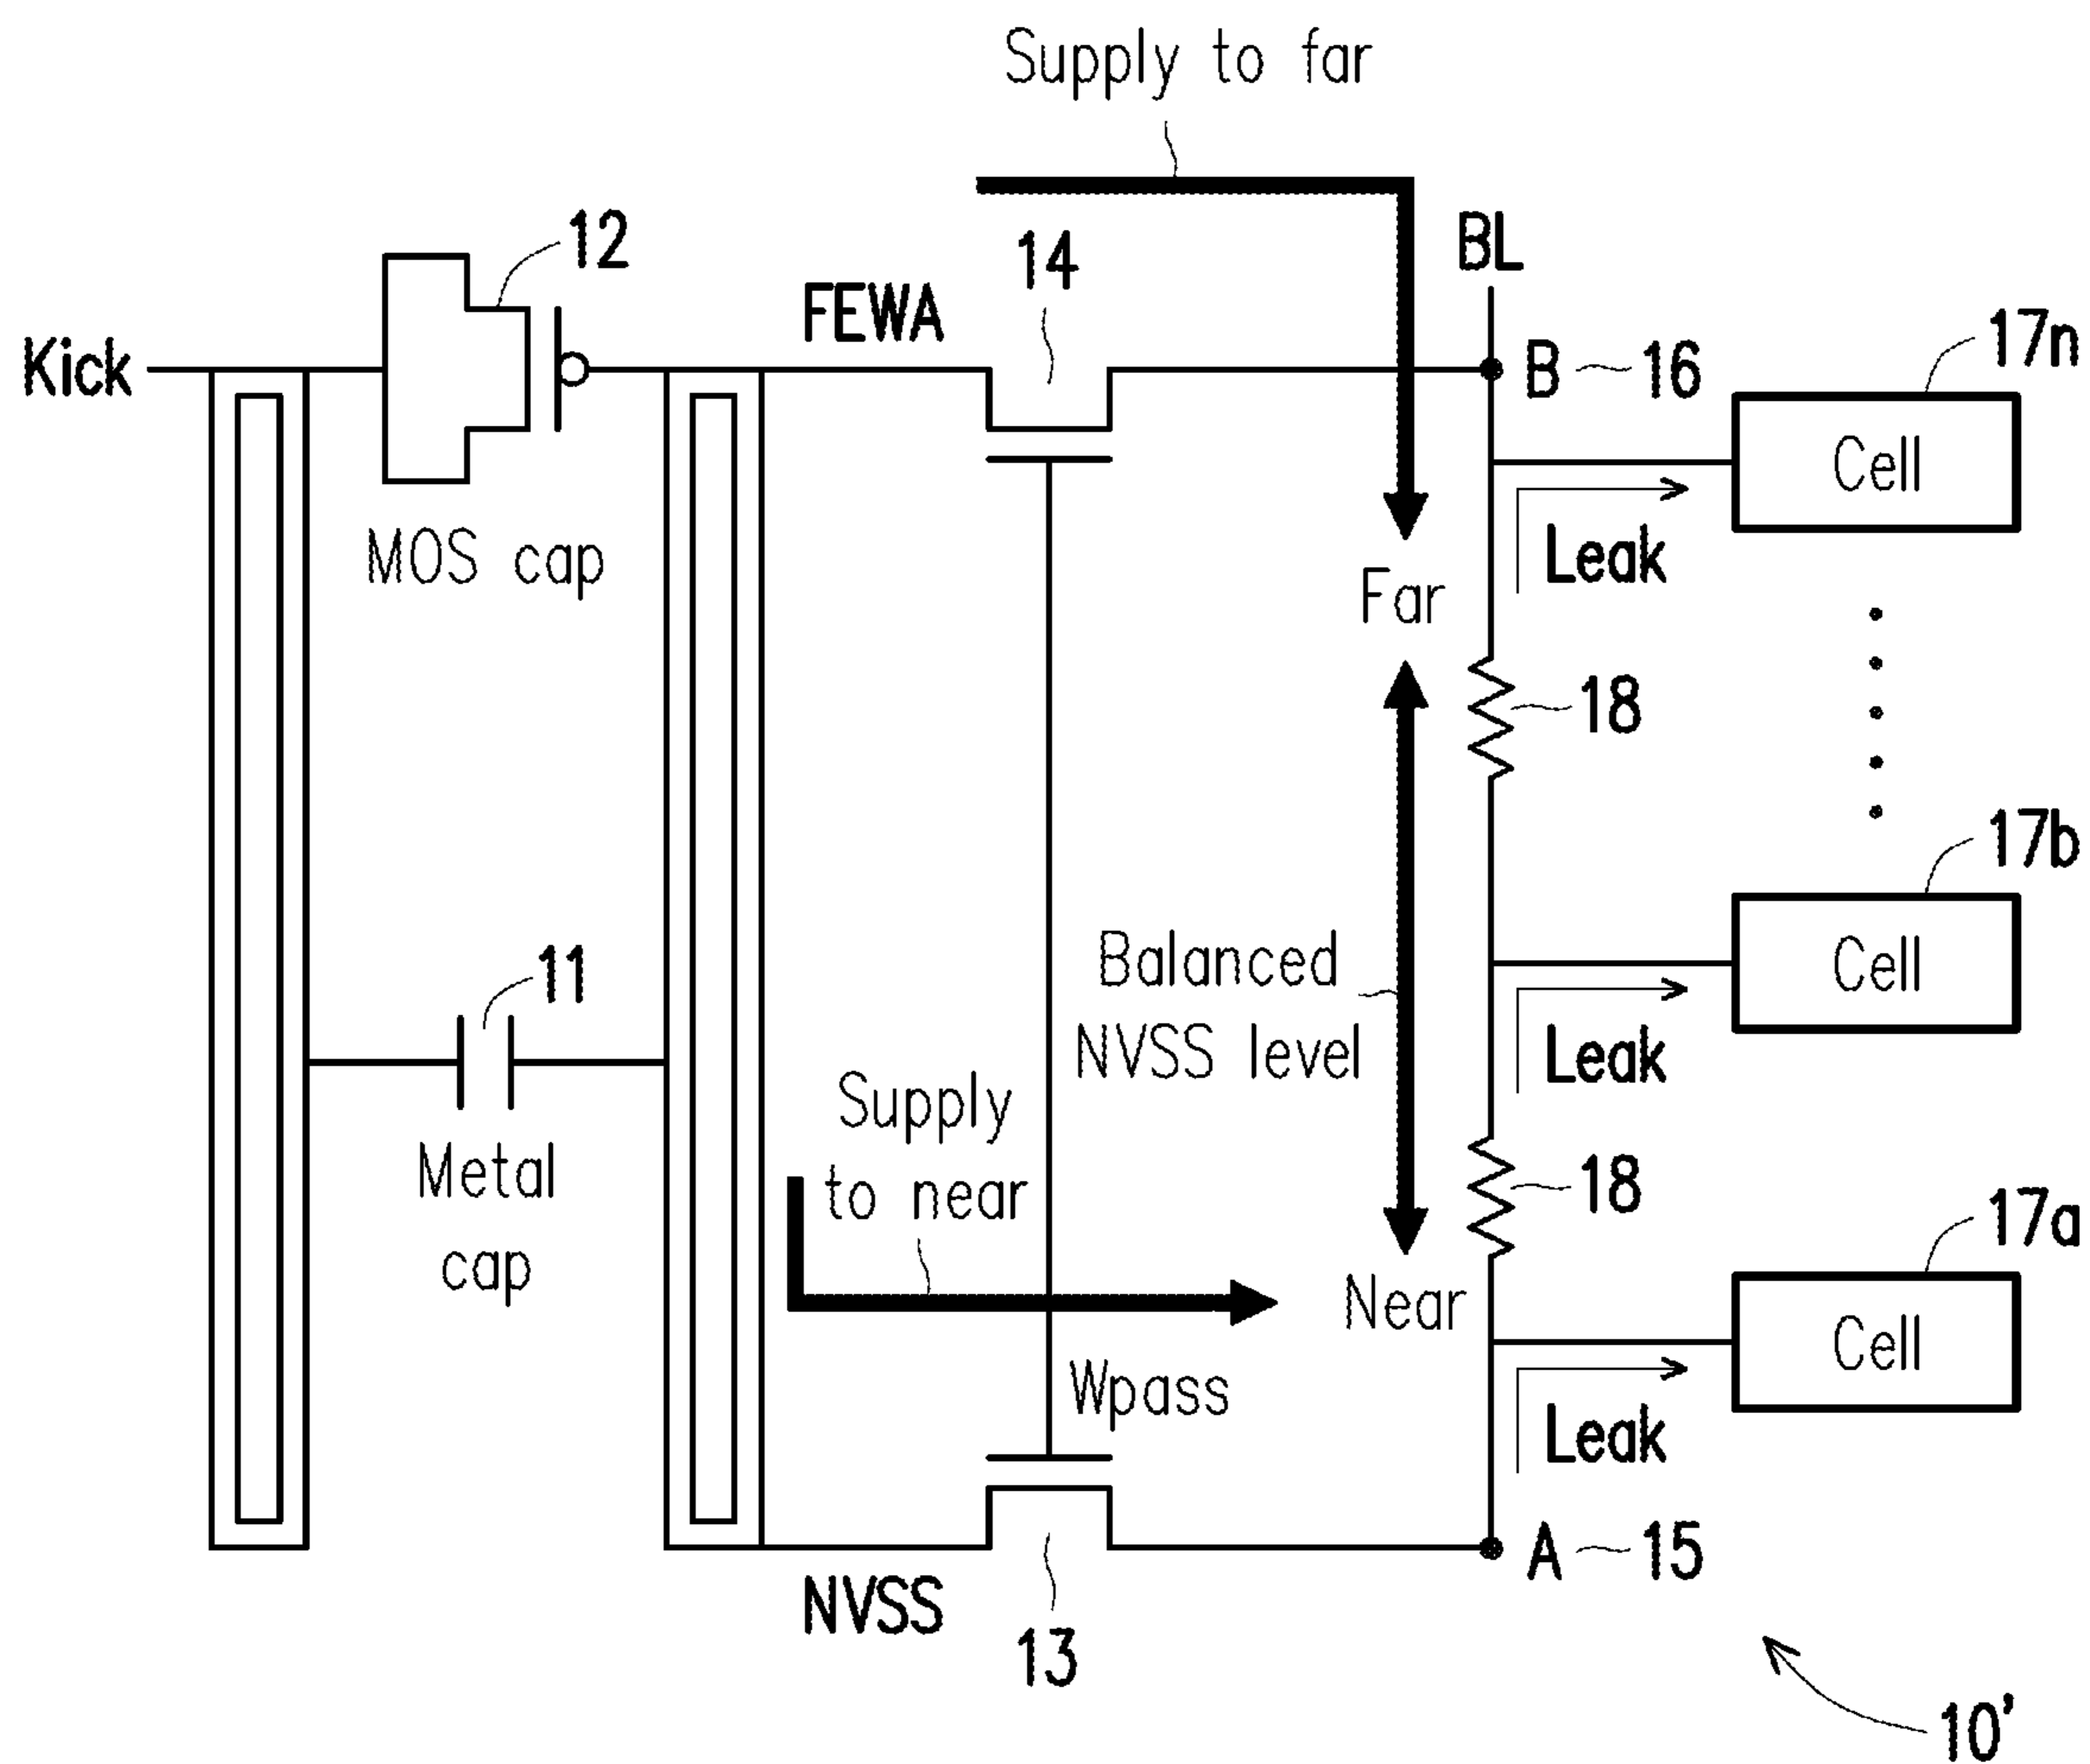 Supply to far
12
14
BL
FEWA
Kick
B
16
17n
Cell
MOS cap
Leak
Far
18
17b
11
Balanced
NVSS level
Cell
Leak
Supply
to near
Metal
cap
18
17a
Near
Cell
Wpass
Leak
A
15
NVSS
13
10'